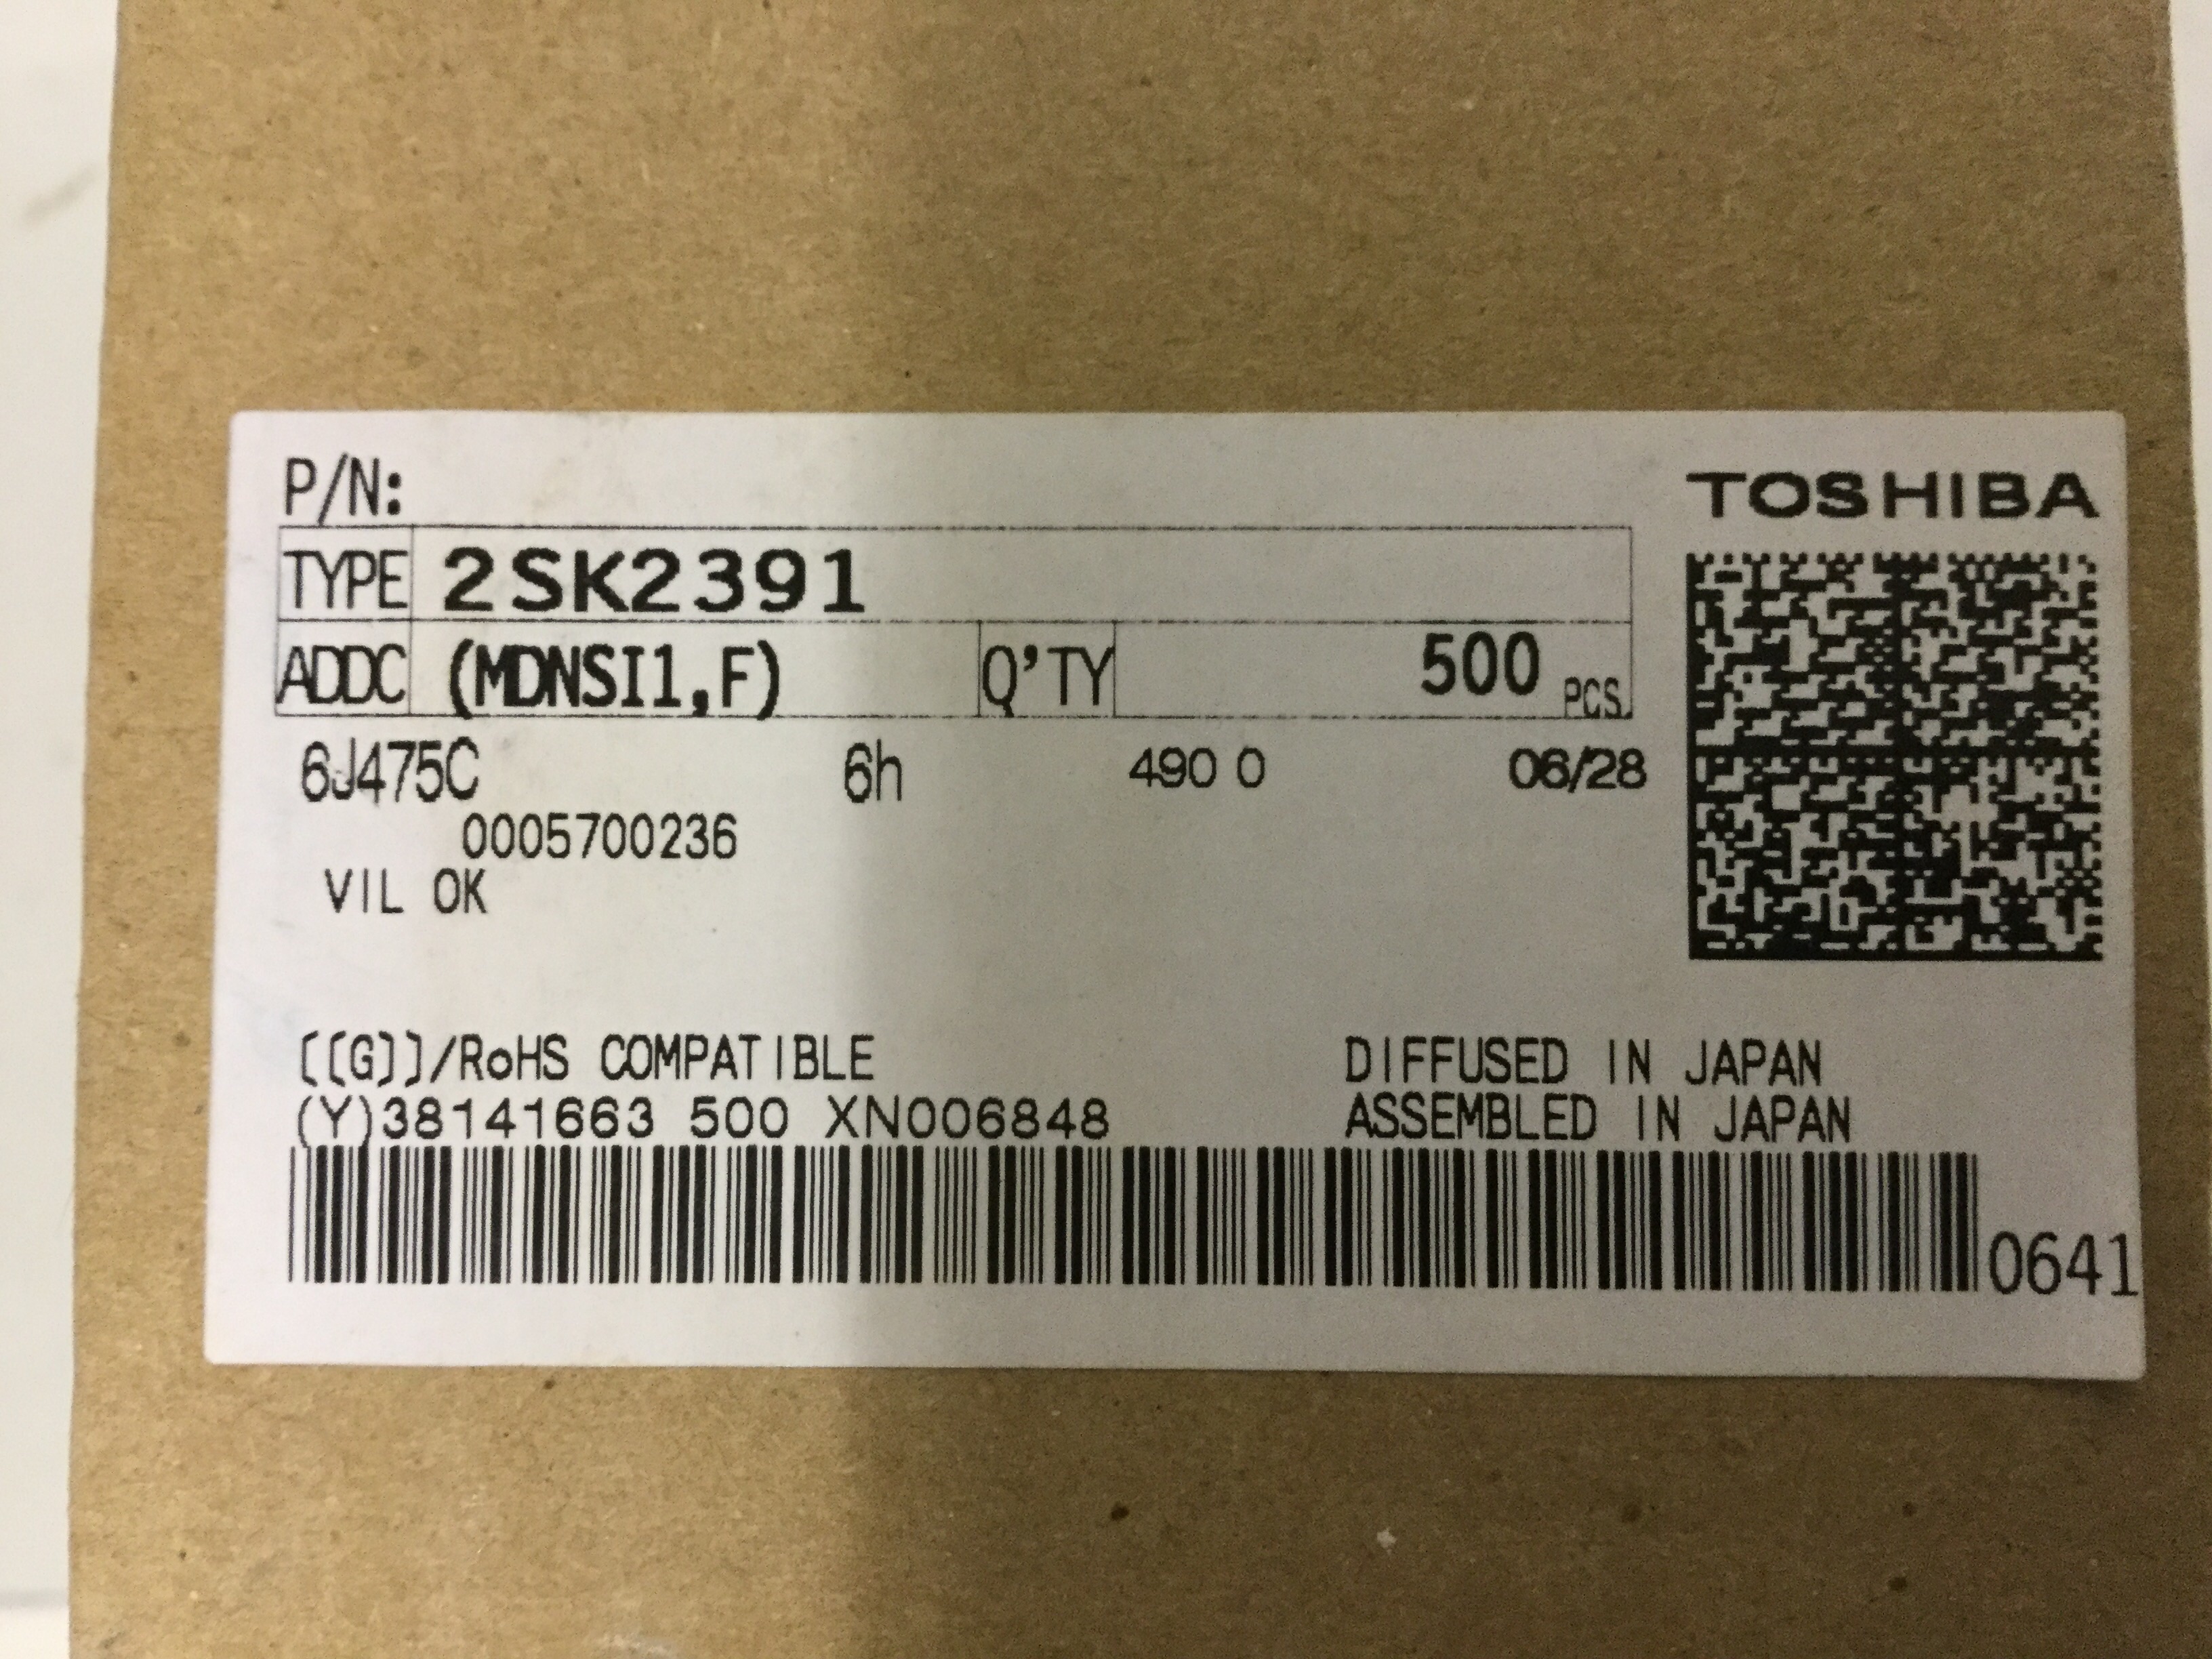 P/N:
TOSHIBA
TYPE 2SK2391
ADDC (MDNSI1,F) Q'TY 500 PCS.
6J475C 6h 490 0 06/28
0005700236
VIL OK
[[G]]/RoHS COMPATIBLE DIFFUSED IN JAPAN
(Y)38141663 500 XN006848 ASSEMBLED IN JAPAN
0641